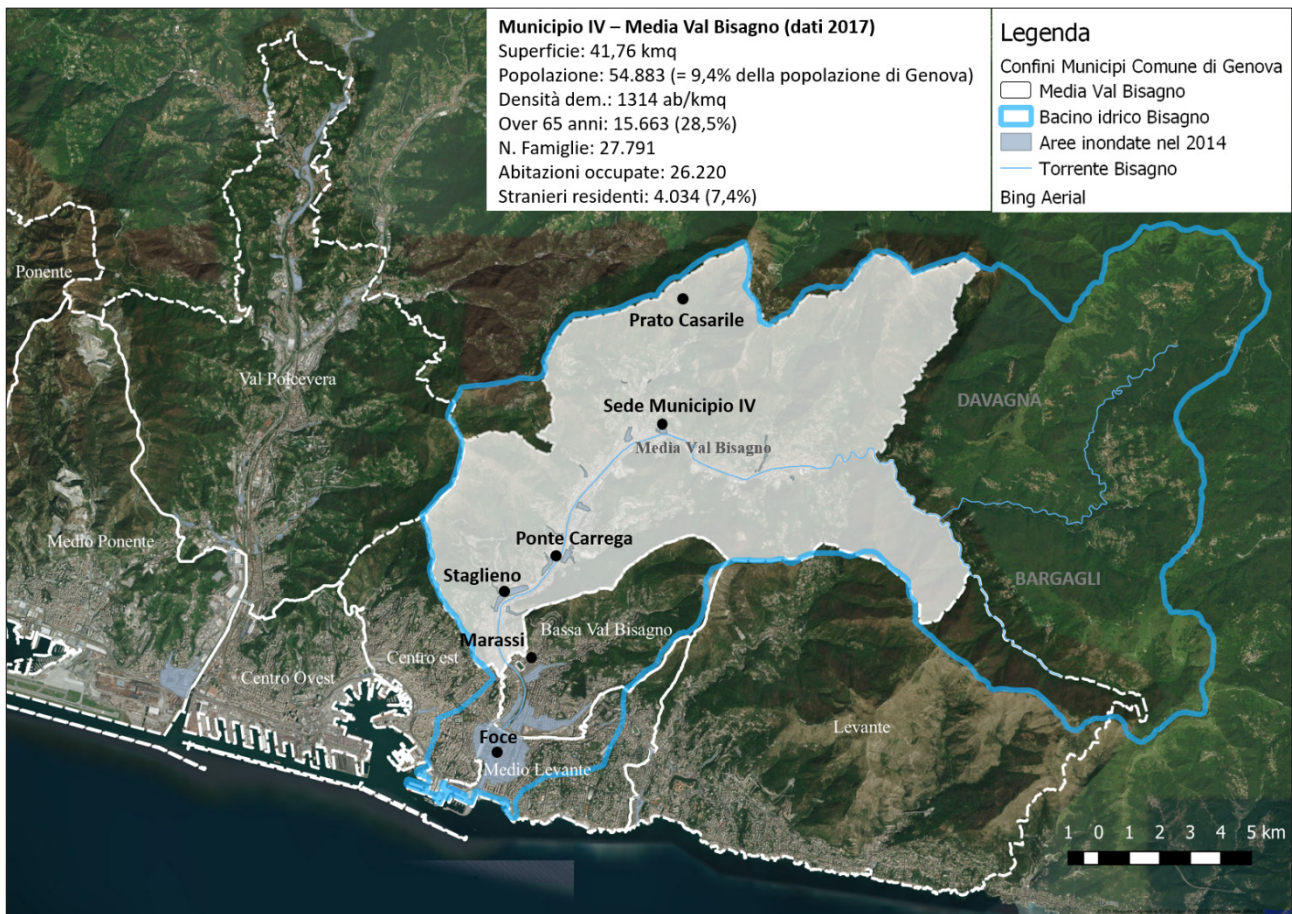 Municipio IV – Media Val Bisagno (dati 2017)
Superficie: 41,76 kmq
Popolazione: 54.883 (= 9,4% della popolazione di Genova)
Densità dem.: 1314 ab/kmq
Over 65 anni: 15.663 (28,5%)
N. Famiglie: 27.791
Abitazioni occupate: 26.220
Stranieri residenti: 4.034 (7,4%)
Legenda
Confini Municipi Comune di Genova
Media Val Bisagno
Bacino idrico Bisagno
Aree inondate nel 2014
Torrente Bisagno
Bing Aerial
Ponente
Prato Casarile
Val Polcevera
Sede Municipio IV
DAVAGNA
Media Val Bisagno
Medio Ponente
Ponte Carrega
Staglieno
BARGAGLI
Marassi
Bassa Val Bisagno
Centro est
Centro Ovest
Levante
Foce
Medio Levante
1 0 1 2 3 4 5 km